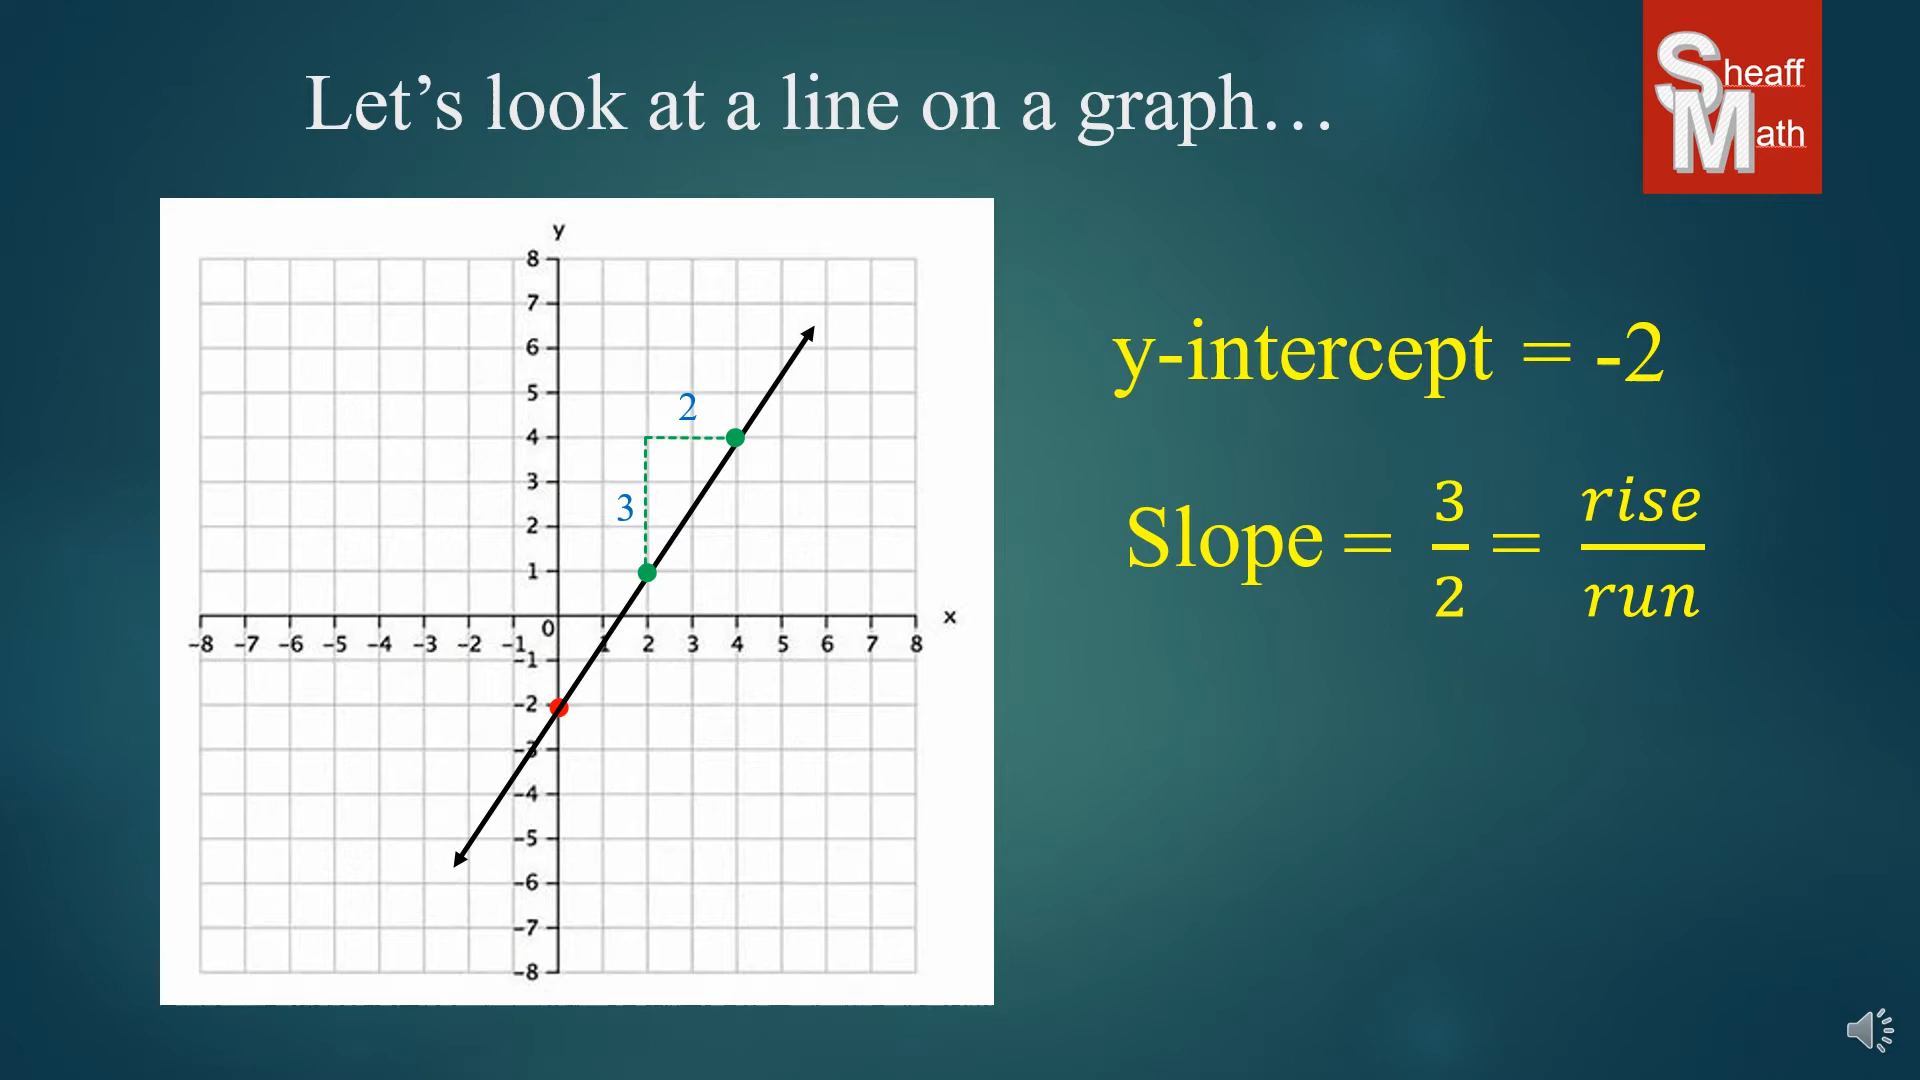 Let’s look at a line on a graph…
Sheaff
Math
y
8
7
6
5
4
3
2
1
0
-8 -7 -6 -5 -4 -3 -2 -1 1 2 3 4 5 6 7 8
x
-1
-2
-3
-4
-5
-6
-7
-8
2
3
y-intercept = -2
Slope = 3/2 = rise/run